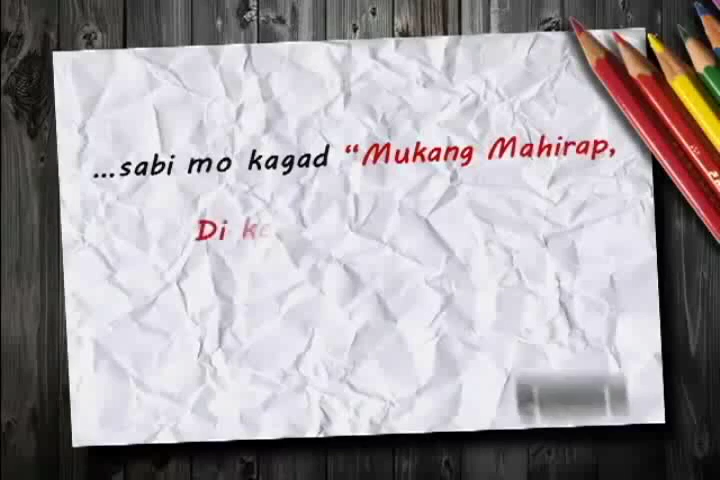 ...sabi mo kagad “Mukang Mahirap,
Di